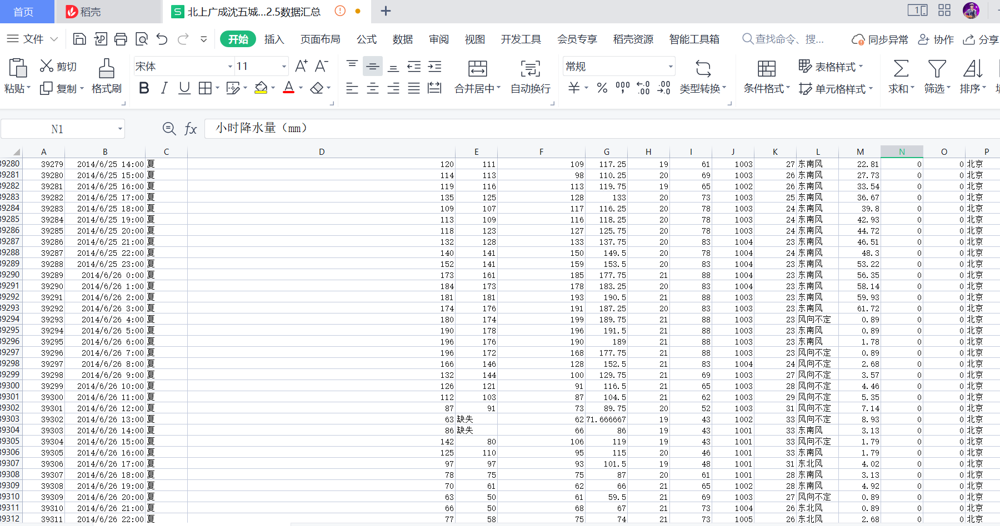 首页 稻壳 S 北上广成沈五城...2.5数据汇总
文件 开始 插入 页面布局 公式 数据 审阅 视图 开发工具 会员专享 稻壳资源 智能工具箱 查找命令、搜... 同步异常 协作 分享
剪切 宋体 11 常规 表格样式
粘贴 复制 格式刷 合并居中 自动换行 类型转换 条件格式 单元格样式 求和 筛选 排序
N1 fx 小时降水量（mm）
A B C D E F G H I J K L M N O P
39280 39279 2014/6/25 14:00 夏 120 111 109 117.25 19 61 1003 27 东南风 22.81 0 0 北京
39281 39280 2014/6/25 15:00 夏 114 113 98 110.25 20 69 1003 26 东南风 27.73 0 0 北京
39282 39281 2014/6/25 16:00 夏 119 116 113 119.75 19 65 1002 26 东南风 33.54 0 0 北京
39283 39282 2014/6/25 17:00 夏 135 125 128 133 20 73 1003 25 东南风 36.67 0 0 北京
39284 39283 2014/6/25 18:00 夏 109 107 117 116.25 20 78 1003 24 东南风 39.8 0 0 北京
39285 39284 2014/6/25 19:00 夏 113 109 116 118.25 20 78 1003 24 东南风 42.93 0 0 北京
39286 39285 2014/6/25 20:00 夏 118 123 127 125.75 20 78 1003 24 东南风 44.72 0 0 北京
39287 39286 2014/6/25 21:00 夏 132 128 133 137.75 20 83 1004 23 东南风 46.51 0 0 北京
39288 39287 2014/6/25 22:00 夏 140 141 150 149.5 20 78 1004 24 东南风 48.3 0 0 北京
39289 39288 2014/6/25 23:00 夏 152 141 159 153.5 20 83 1004 23 东南风 53.22 0 0 北京
39290 39289 2014/6/26 0:00 夏 173 161 185 177.75 21 88 1004 23 东南风 56.35 0 0 北京
39291 39290 2014/6/26 1:00 夏 184 173 178 183.25 20 83 1004 23 东南风 58.14 0 0 北京
39292 39291 2014/6/26 2:00 夏 181 181 193 190.5 21 88 1003 23 东南风 59.93 0 0 北京
39293 39292 2014/6/26 3:00 夏 174 176 191 187.25 20 83 1003 23 东南风 61.72 0 0 北京
39294 39293 2014/6/26 4:00 夏 180 174 199 189.75 21 88 1003 23 风向不定 0.89 0 0 北京
39295 39294 2014/6/26 5:00 夏 190 178 196 191.5 21 88 1003 23 东南风 0.89 0 0 北京
39296 39295 2014/6/26 6:00 夏 196 176 190 189 21 88 1003 23 东南风 1.78 0 0 北京
39297 39296 2014/6/26 7:00 夏 196 172 168 177.75 21 88 1003 23 风向不定 0.89 0 0 北京
39298 39297 2014/6/26 8:00 夏 166 146 128 152.5 21 83 1004 24 风向不定 2.68 0 0 北京
39299 39298 2014/6/26 9:00 夏 132 144 100 129.75 21 69 1003 27 风向不定 3.57 0 0 北京
39300 39299 2014/6/26 10:00 夏 126 121 91 116.5 21 65 1003 28 风向不定 4.46 0 0 北京
39301 39300 2014/6/26 11:00 夏 112 103 87 104.5 21 62 1003 29 风向不定 5.35 0 0 北京
39302 39301 2014/6/26 12:00 夏 87 91 73 89.75 20 52 1003 31 风向不定 7.14 0 0 北京
39303 39302 2014/6/26 13:00 夏 63 缺失 62 71.666667 19 43 1002 33 风向不定 8.93 0 0 北京
39304 39303 2014/6/26 14:00 夏 86 缺失 66 86 19 43 1001 33 东南风 3.13 0 0 北京
39305 39304 2014/6/26 15:00 夏 142 80 106 119 19 43 1001 33 风向不定 1.79 0 0 北京
39306 39305 2014/6/26 16:00 夏 125 110 95 115 20 46 1001 33 东南风 1.79 0 0 北京
39307 39306 2014/6/26 17:00 夏 97 97 93 101.5 19 48 1001 31 东北风 4.02 0 0 北京
39308 39307 2014/6/26 18:00 夏 78 75 75 87 20 61 1001 28 东南风 3.13 0 0 北京
39309 39308 2014/6/26 19:00 夏 70 61 62 66 21 65 1002 28 东南风 4.92 0 0 北京
39310 39309 2014/6/26 20:00 夏 63 50 61 59.5 21 69 1003 27 风向不定 0.89 0 0 北京
39311 39310 2014/6/26 21:00 夏 66 50 68 67 21 73 1004 26 东北风 0.89 0 0 北京
39312 39311 2014/6/26 22:00 夏 77 58 75 74 21 73 1005 26 东北风 2.68 0 0 北京